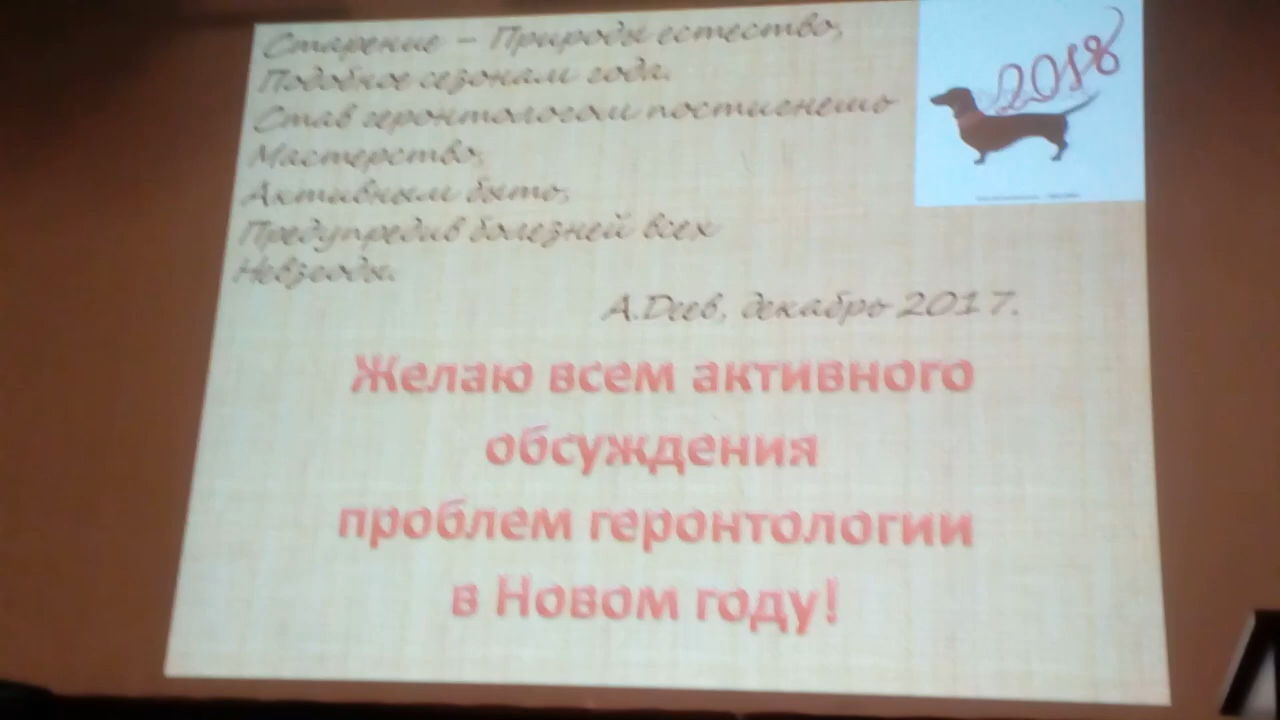 Старение – Природы естество,
Подобное сезонам года.
Став геронтологом постигнешь
Мастерство,
Активным быть,
Предупредив болезней всех
Невзгоды.
А.Деев, декабрь 2017.
2018
Желаю всем активного
обсуждения
проблем геронтологии
в Новом году!